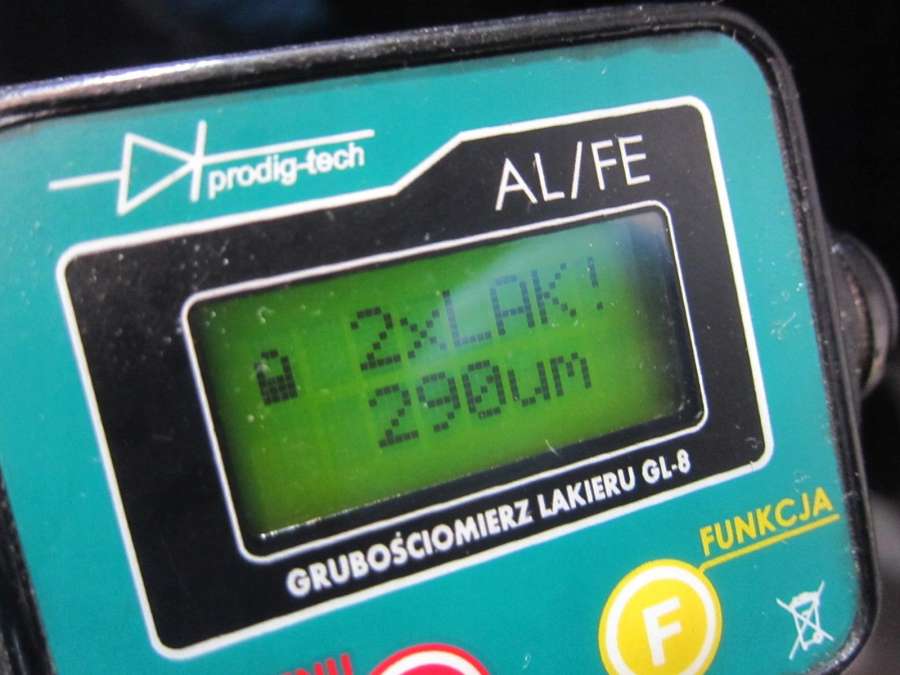 prodig-tech
AL/FE
2xLAK!
290um
GRUBOŚCIOMIERZ LAKIERU GL-8
FUNKCJA
F